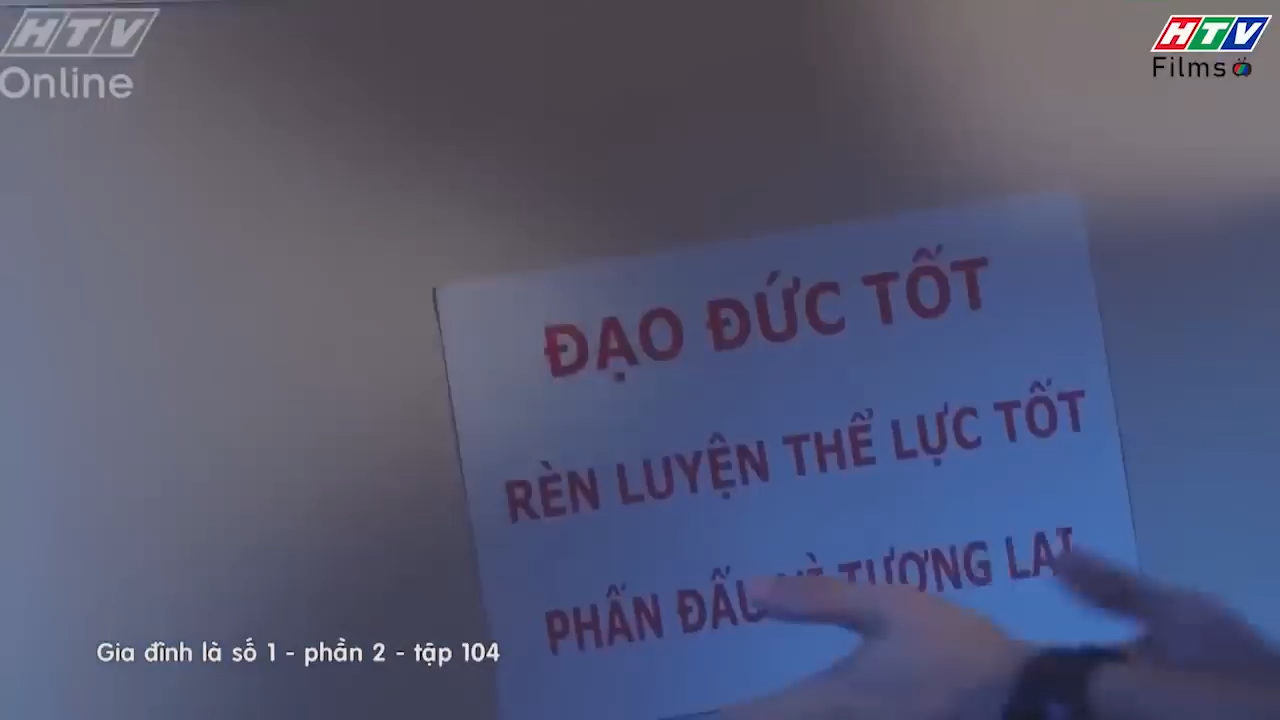 HTV
Online
HTV
Films
ĐẠO ĐỨC TỐT
RÈN LUYỆN THỂ LỰC TỐT
PHẤN ĐẤU VÌ TƯƠNG LAI
Gia đình là số 1 - phần 2 - tập 104